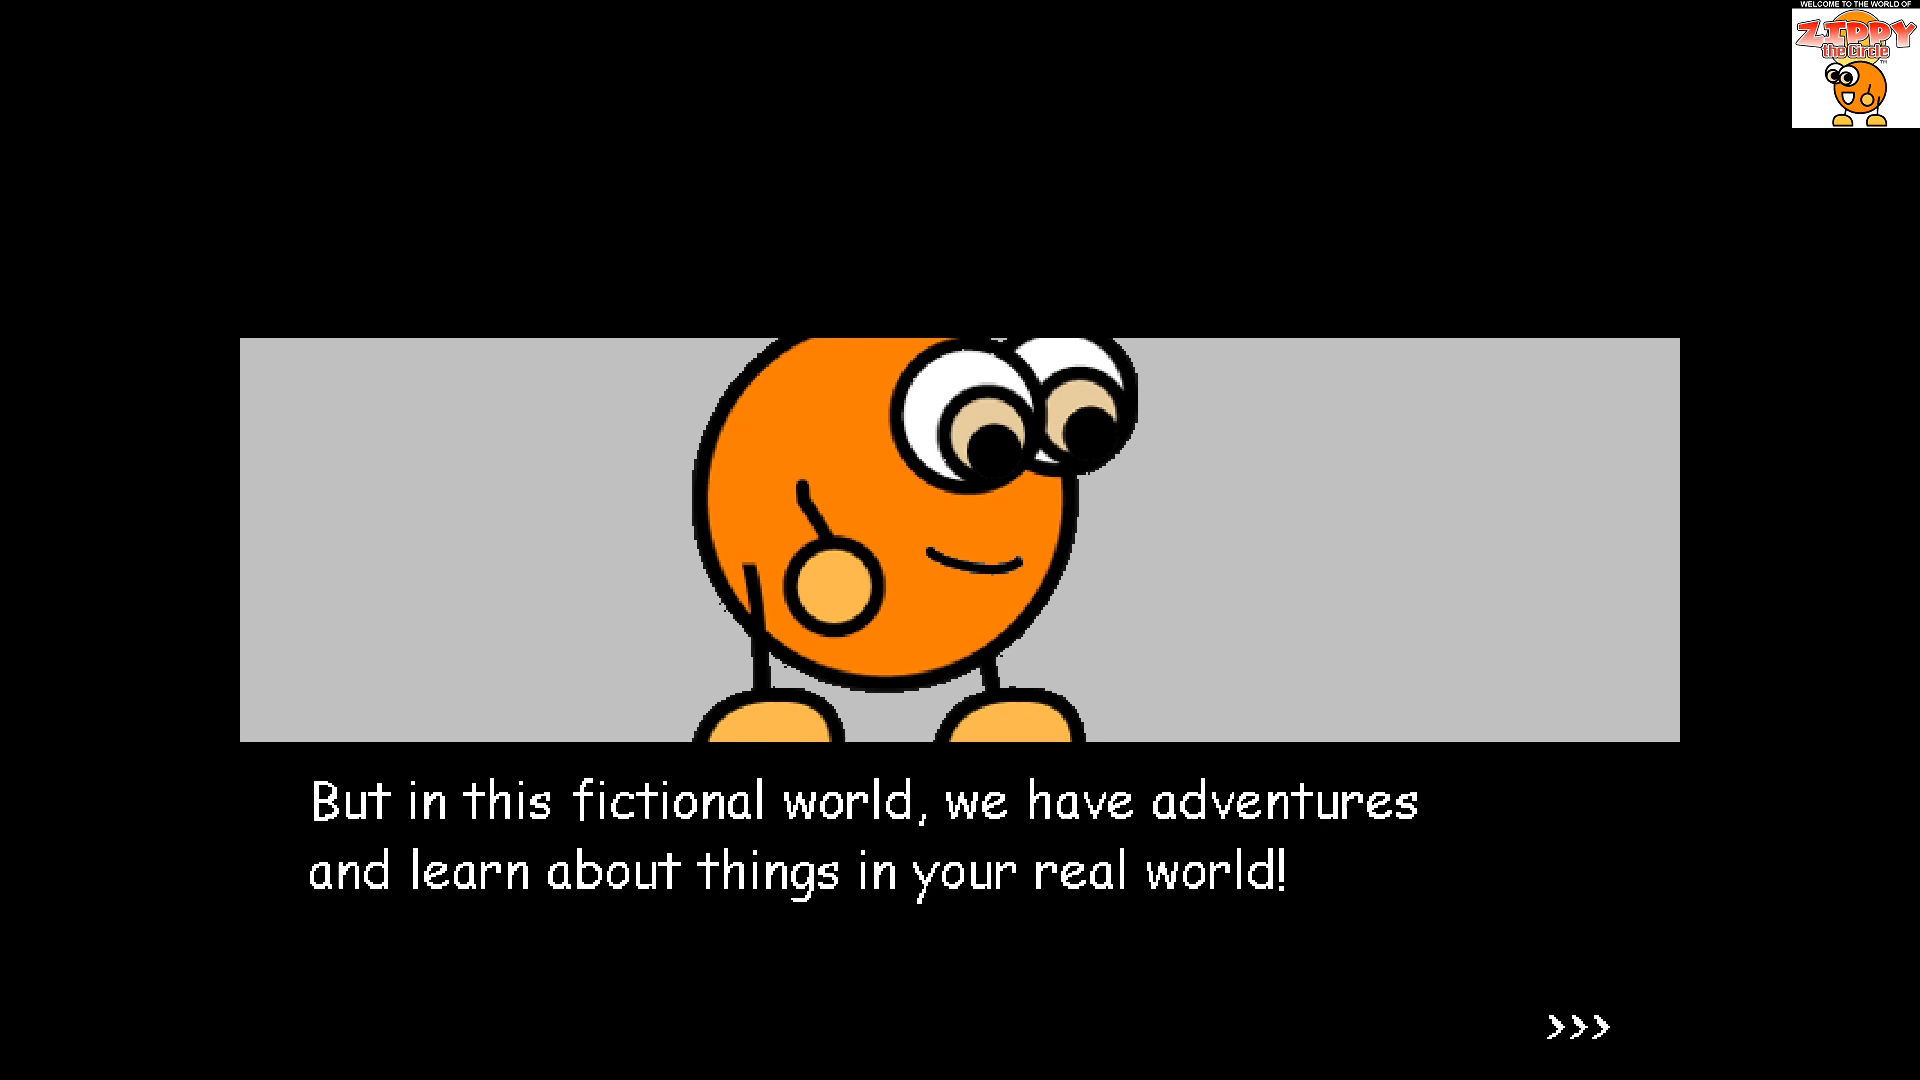 WELCOME TO THE WORLD OF
ZIPPY
the Circle
TM
But in this fictional world, we have adventures
and learn about things in your real world!
>>>